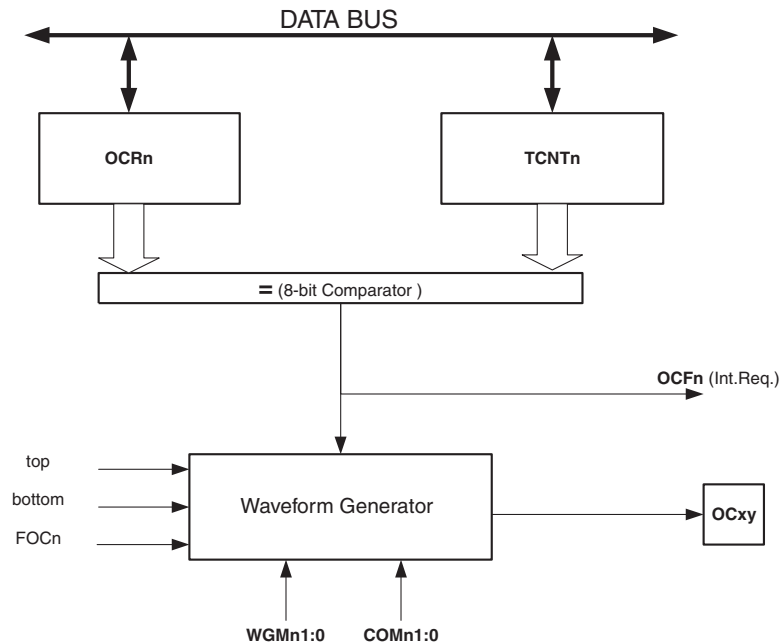 DATA BUS
OCRn
TCNTn
= (8-bit Comparator )
OCFn (Int.Req.)
top
bottom
FOCn
Waveform Generator
OCxy
WGMn1:0
COMn1:0